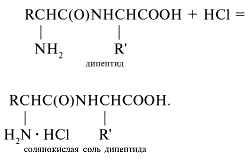 RCHC(O)NHCHCOOH + HCl =
NH₂ R'
дипептид
RCHC(O)NHCHCOOH.
H₂N · HCl R'
солянокислая соль дипептида